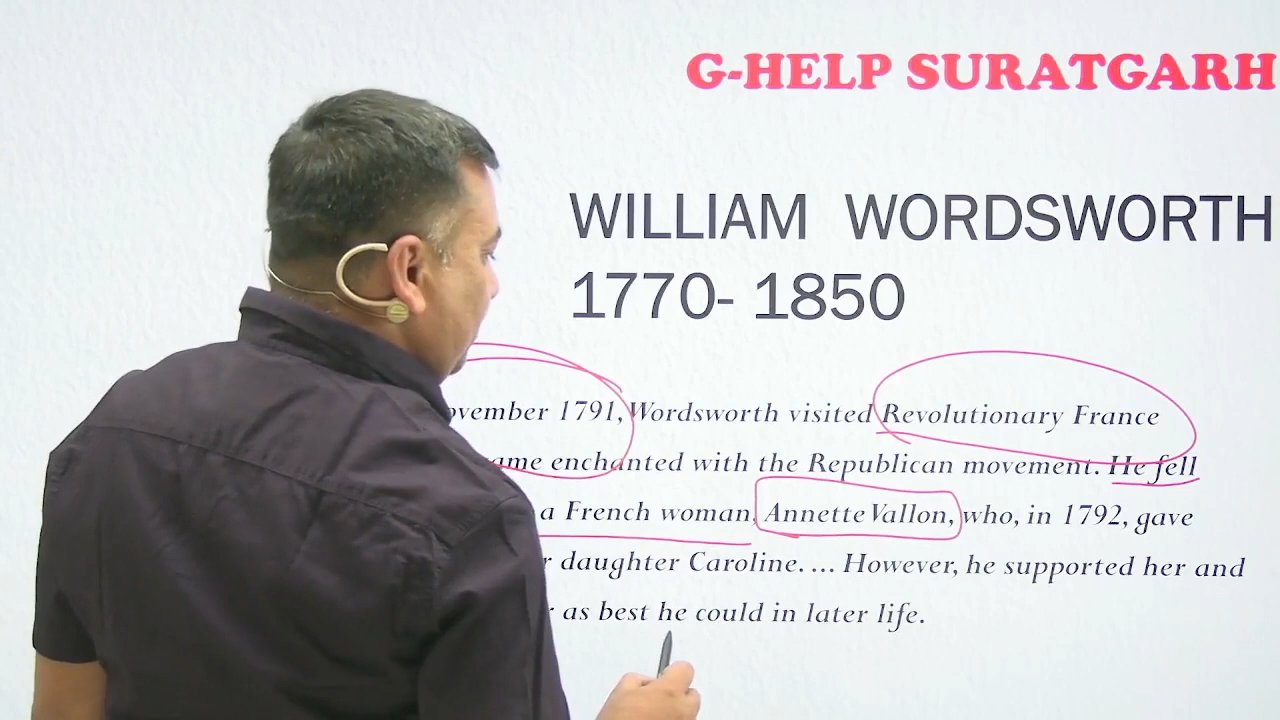 G-HELP SURATGARH
WILLIAM WORDSWORTH
1770- 1850
1791, Wordsworth visited Revolutionary France
enchanted with the Republican movement. He fell
a French woman, Annette Vallon, who, in 1792, gave
daughter Caroline. ... However, he supported her and
as best he could in later life.